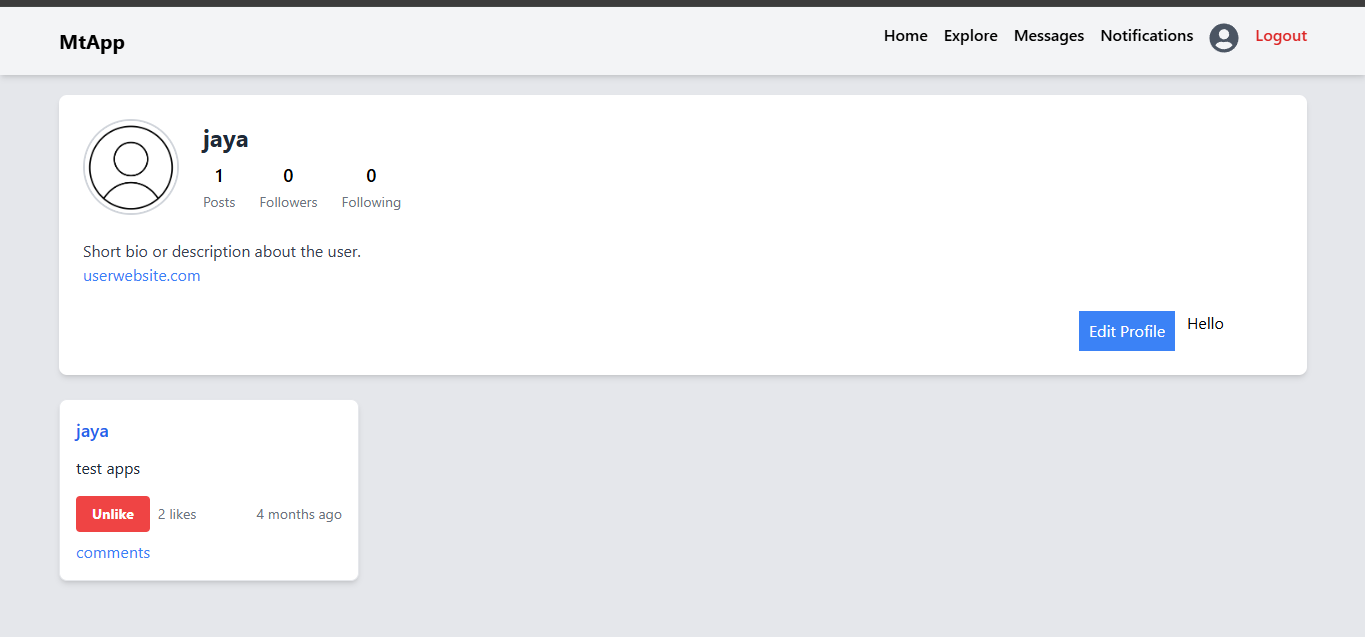 MtApp Home Explore Messages Notifications Logout
jaya
1 0 0
Posts Followers Following
Short bio or description about the user.
userwebsite.com
Edit Profile Hello
jaya
test apps
Unlike 2 likes 4 months ago
comments